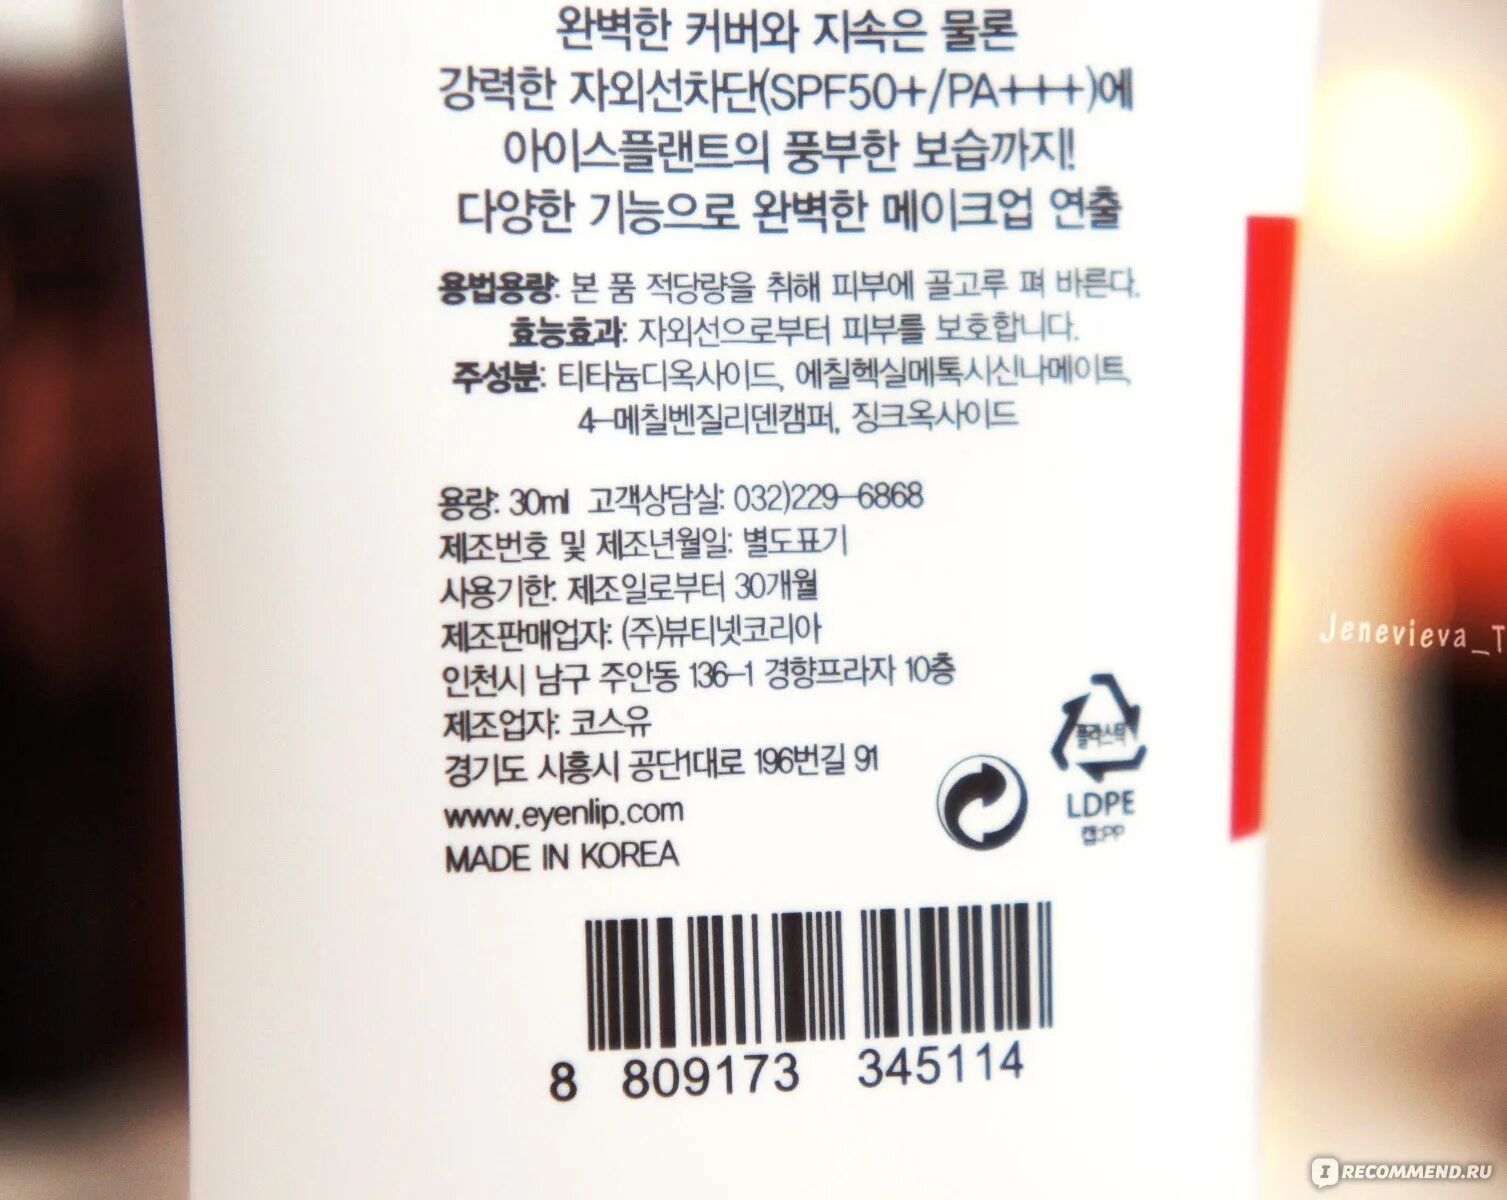 완벽한 커버와 지속은 물론
강력한 자외선차단(SPF50+/PA+++)에
아이스플랜트의 풍부한 보습까지!
다양한 기능으로 완벽한 메이크업 연출
용법용량: 본 품 적당량을 취해 피부에 골고루 펴 바른다.
효능효과: 자외선으로부터 피부를 보호합니다.
주성분: 티타늄디옥사이드, 에칠헥실메톡시신나메이트,
4-메칠벤질리덴캠퍼, 징크옥사이드
용량: 30ml 고객상담실: 032)229-6868
제조번호 및 제조년월일: 별도표기
사용기한: 제조일로부터 30개월
제조판매업자: (주)뷰티넷코리아
인천시 남구 주안동 136-1 경향프라자 10층
제조업자: 코스유
경기도 시흥시 공단1대로 196번길 91
www.eyenlip.com
MADE IN KOREA
플라스틱
LDPE
캡:PP
8 809173 345114
Jenevieva_T
IRECOMMEND.RU